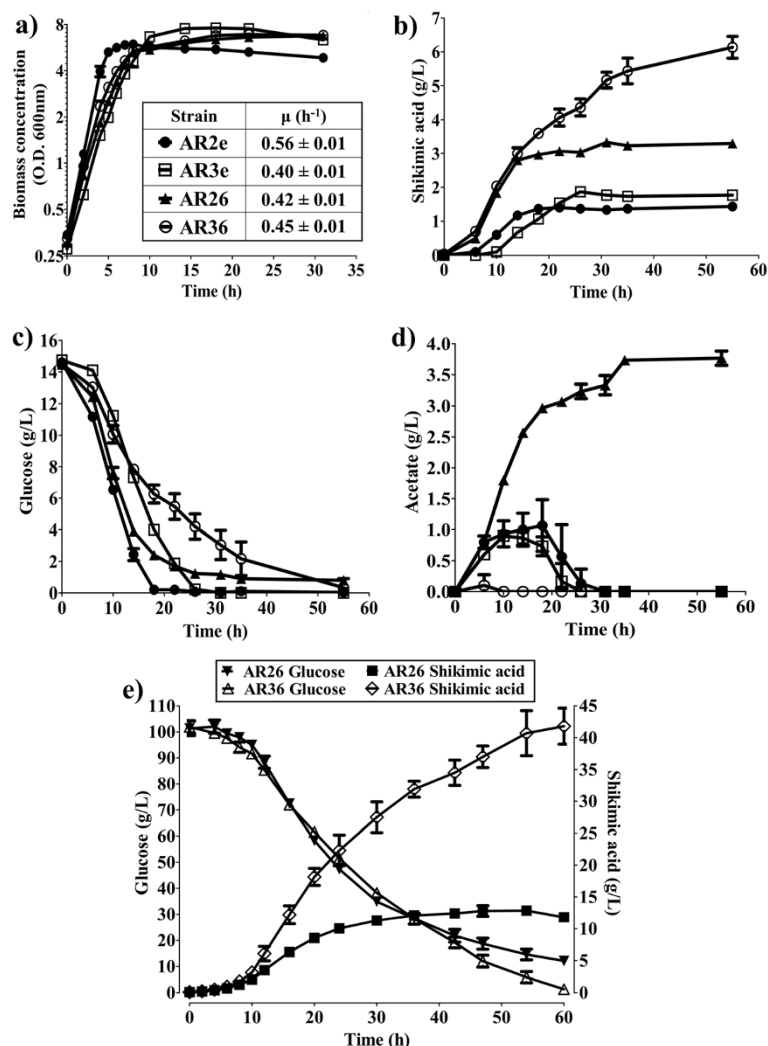 a)
Biomass concentration
(O.D. 600nm)
8
4
2
1
0.5
0.25
Strain μ (h⁻¹)
AR2e 0.56 ± 0.01
AR3e 0.40 ± 0.01
AR26 0.42 ± 0.01
AR36 0.45 ± 0.01
0 5 10 15 20 25 30 35
Time (h)
b)
Shikimic acid (g/L)
7
6
5
4
3
2
1
0
0 10 20 30 40 50 60
Time (h)
c)
Glucose (g/L)
16
14
12
10
8
6
4
2
0
0 10 20 30 40 50 60
Time (h)
d)
Acetate (g/L)
4.0
3.5
3.0
2.5
2.0
1.5
1.0
0.5
0.0
0 10 20 30 40 50 60
Time (h)
AR26 Glucose AR26 Shikimic acid
AR36 Glucose AR36 Shikimic acid
e)
Glucose (g/L)
110
100
90
80
70
60
50
40
30
20
10
0
45
40
35
30
25
20
15
10
5
0
Shikimic acid
(g/L)
0 10 20 30 40 50 60
Time (h)